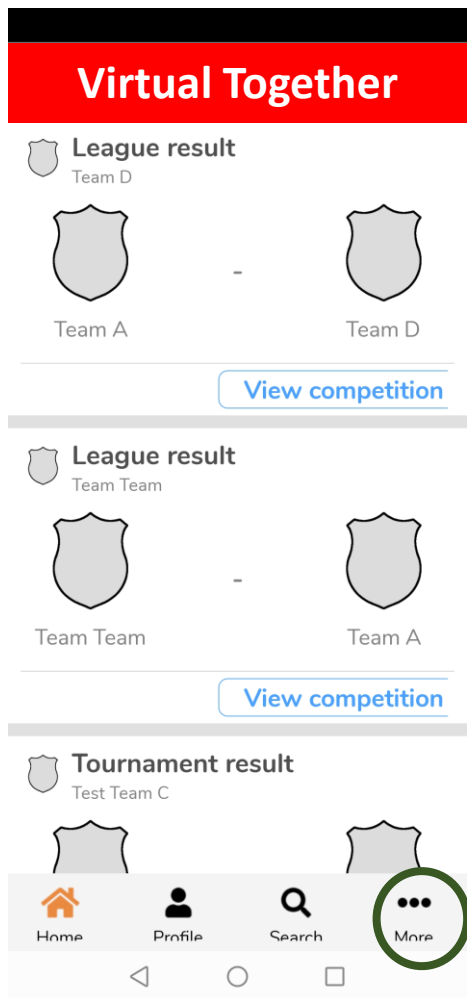 Virtual Together
League result
Team D
-
Team A Team D
View competition
League result
Team Team
-
Team Team Team A
View competition
Tournament result
Test Team C
Home Profile Search More